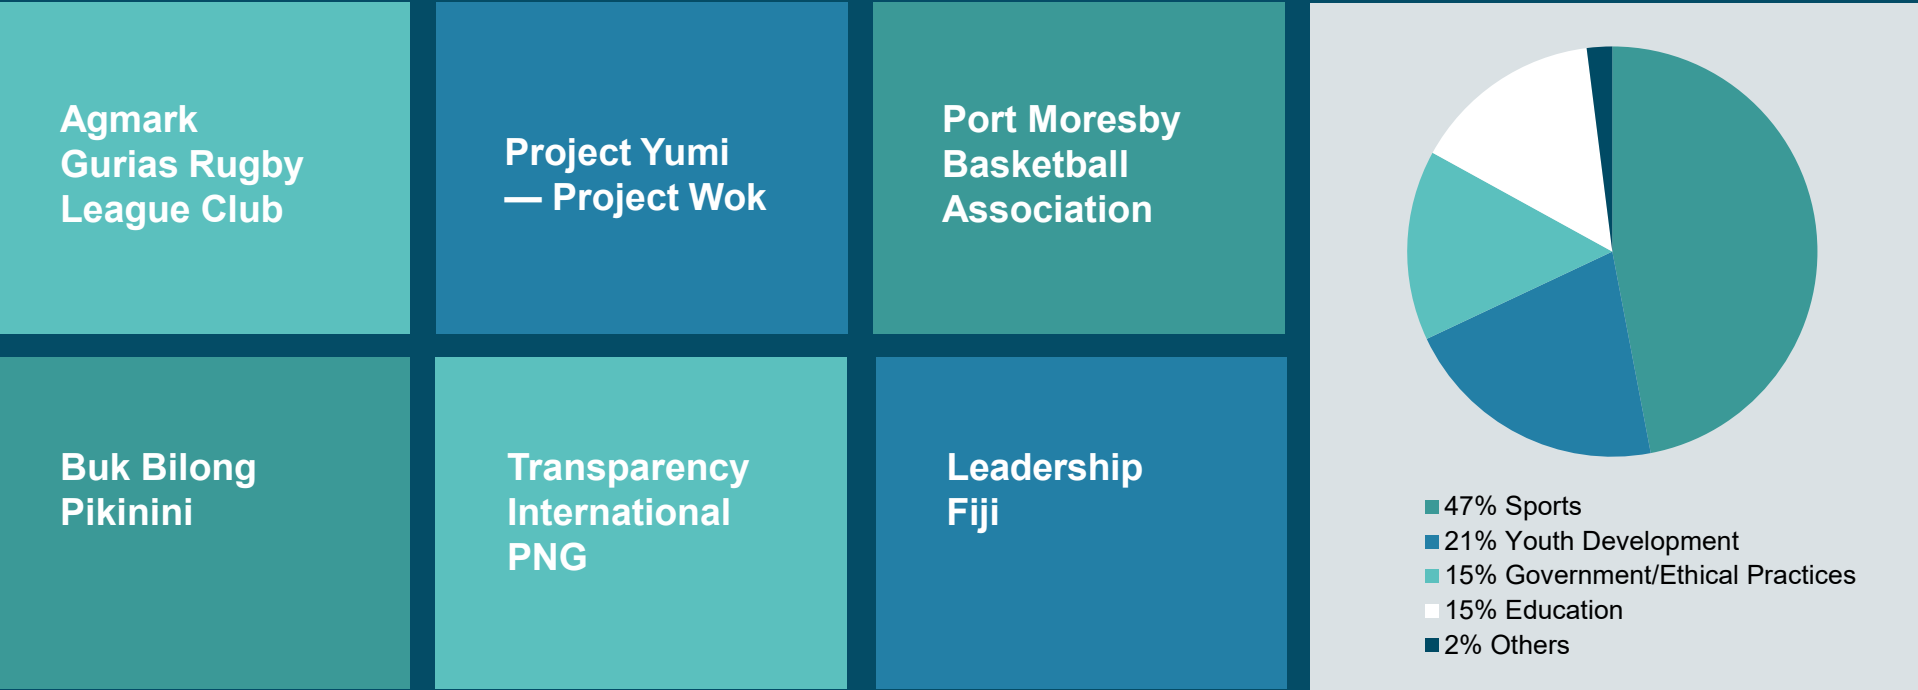 Agmark
Gurias Rugby
League Club
Project Yumi
— Project Wok
Port Moresby
Basketball
Association
Buk Bilong
Pikinini
Transparency
International
PNG
Leadership
Fiji
47% Sports
21% Youth Development
15% Government/Ethical Practices
15% Education
2% Others